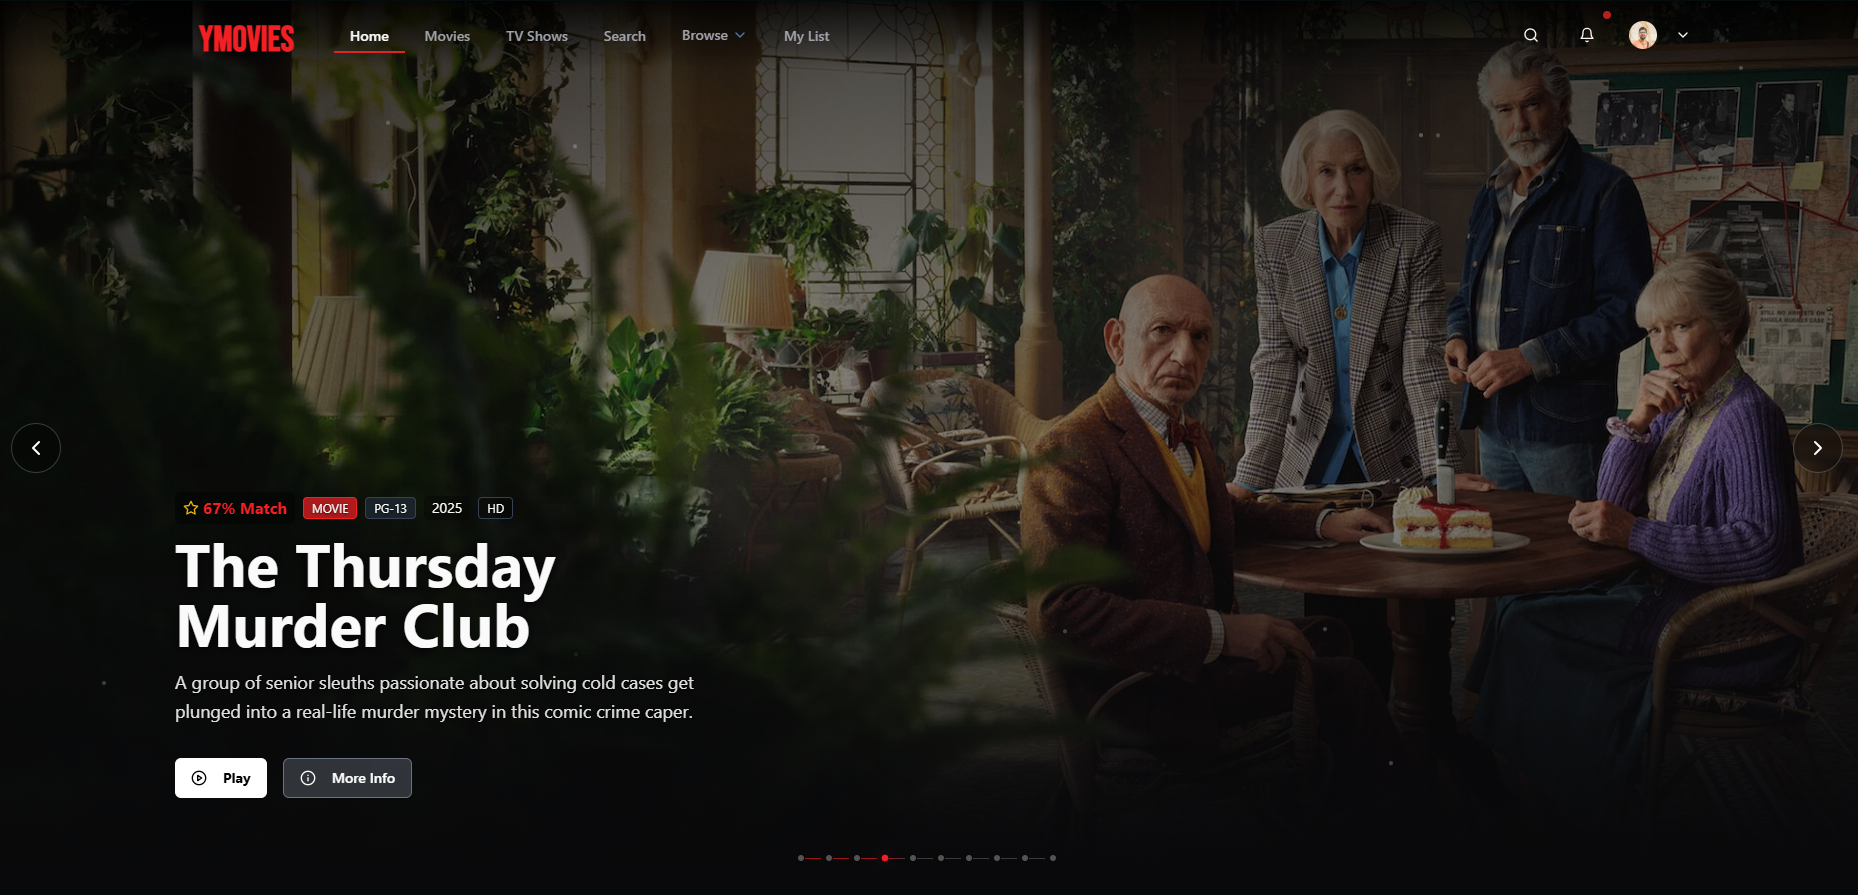 YMOVIES
Home
Movies
TV Shows
Search
Browse
My List
67% Match
MOVIE
PG-13
2025
HD
The Thursday
Murder Club
A group of senior sleuths passionate about solving cold cases get
plunged into a real-life murder mystery in this comic crime caper.
Play
More Info